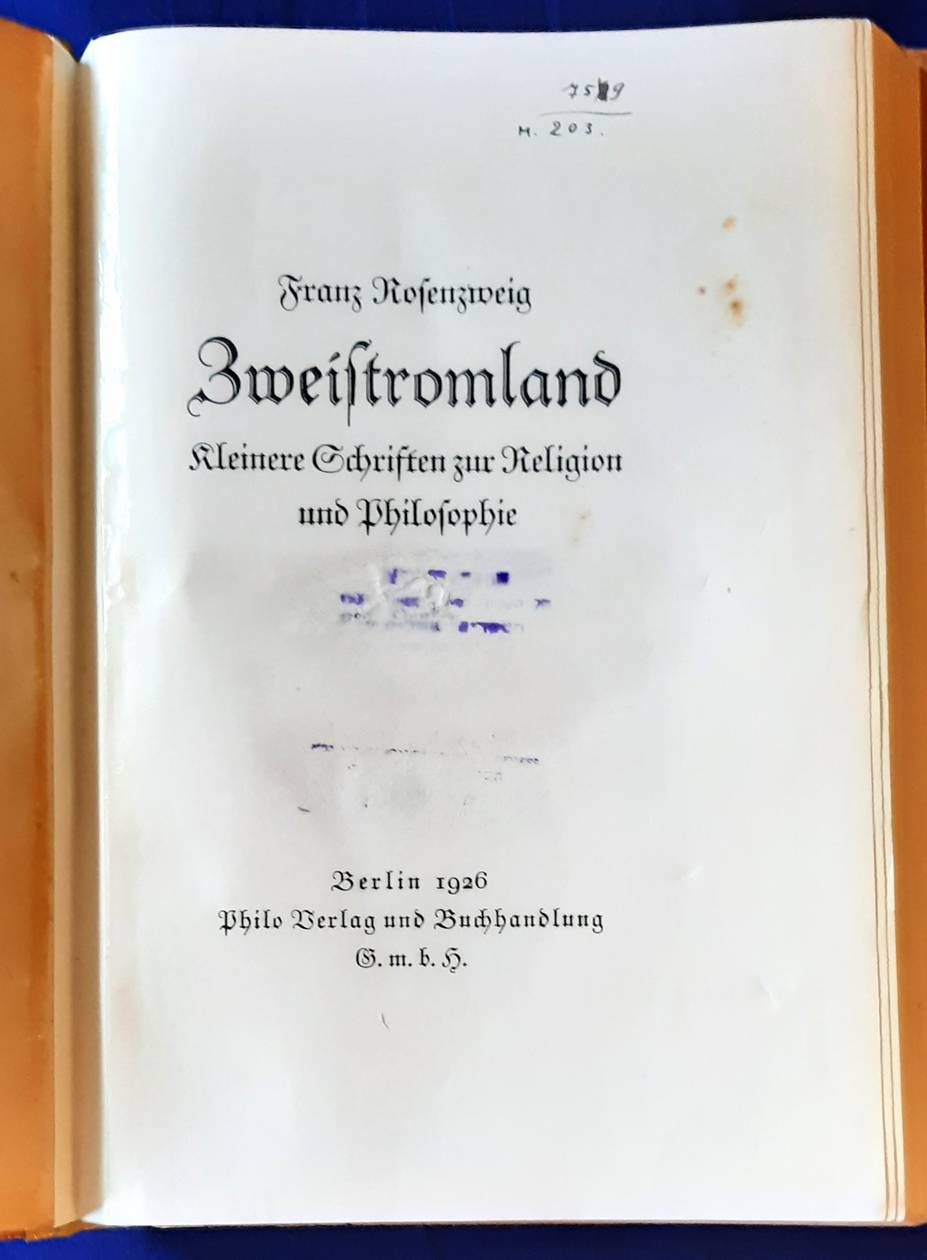 M. 203.
Franz Roſenzweig
Zweiſtromland
Kleinere Schriften zur Religion
und Philoſophie
Berlin 1926
Philo Verlag und Buchhandlung
G. m. b. H.